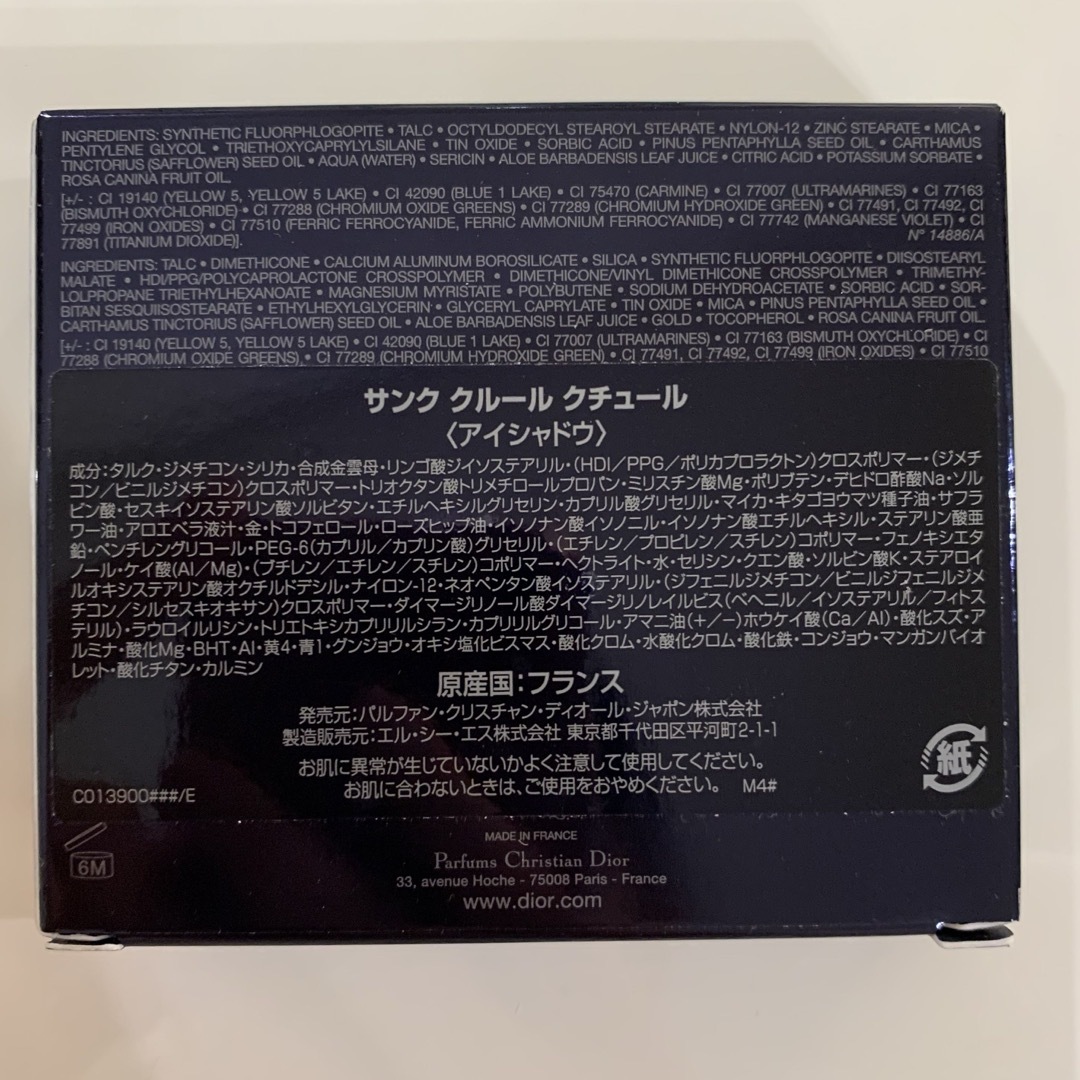 INGREDIENTS: SYNTHETIC FLUORPHLOGOPITE • TALC • OCTYLDODECYL STEAROYL STEARATE • NYLON-12 • ZINC STEARATE • MICA •
PENTYLENE GLYCOL • TRIETHOXYCAPRYLYLSILANE • TIN OXIDE • SORBIC ACID • PINUS PENTAPHYLLA SEED OIL • CARTHAMUS
TINCTORIUS (SAFFLOWER) SEED OIL • AQUA (WATER) • SERICIN • ALOE BARBADENSIS LEAF JUICE • CITRIC ACID • POTASSIUM SORBATE •
ROSA CANINA FRUIT OIL.
[+/- : CI 19140 (YELLOW 5, YELLOW 5 LAKE) • CI 42090 (BLUE 1 LAKE) • CI 75470 (CARMINE) • CI 77007 (ULTRAMARINES) • CI 77163
(BISMUTH OXYCHLORIDE) • CI 77288 (CHROMIUM OXIDE GREENS) • CI 77289 (CHROMIUM HYDROXIDE GREEN) • CI 77491, CI 77492, CI
77499 (IRON OXIDES) • CI 77510 (FERRIC FERROCYANIDE, FERRIC AMMONIUM FERROCYANIDE) • CI 77742 (MANGANESE VIOLET) • CI
77891 (TITANIUM DIOXIDE)].
N° 14886/A
INGREDIENTS: TALC • DIMETHICONE • CALCIUM ALUMINUM BOROSILICATE • SILICA • SYNTHETIC FLUORPHLOGOPITE • DIISOSTEARYL
MALATE • HDI/PPG/POLYCAPROLACTONE CROSSPOLYMER • DIMETHICONE/VINYL DIMETHICONE CROSSPOLYMER • TRIMETHY-
LOLPROPANE TRIETHYLHEXANOATE • MAGNESIUM MYRISTATE • POLYBUTENE • SODIUM DEHYDROACETATE • SORBIC ACID • SOR-
BITAN SESQUIISOSTEARATE • ETHYLHEXYLGLYCERIN • GLYCERYL CAPRYLATE • TIN OXIDE • MICA • PINUS PENTAPHYLLA SEED OIL •
CARTHAMUS TINCTORIUS (SAFFLOWER) SEED OIL • ALOE BARBADENSIS LEAF JUICE • GOLD • TOCOPHEROL • ROSA CANINA FRUIT OIL.
[+/- : CI 19140 (YELLOW 5, YELLOW 5 LAKE) • CI 42090 (BLUE 1 LAKE) • CI 77007 (ULTRAMARINES) • CI 77163 (BISMUTH OXYCHLORIDE) • CI
77288 (CHROMIUM OXIDE GREENS) • CI 77289 (CHROMIUM HYDROXIDE GREEN) • CI 77491, CI 77492, CI 77499 (IRON OXIDES) • CI 77510
サンク クルール クチュール
〈アイシャドウ〉
成分：タルク・ジメチコン・シリカ・合成金雲母・リンゴ酸ジイソステアリル・（HDI／PPG／ポリカプロラクトン）クロスポリマー・（ジメチ
コン／ビニルジメチコン）クロスポリマー・トリオクタン酸トリメチロールプロパン・ミリスチン酸Mg・ポリブテン・デヒドロ酢酸Na・ソル
ビン酸・セスキイソステアリン酸ソルビタン・エチルヘキシルグリセリン・カプリル酸グリセリル・マイカ・キタゴヨウマツ種子油・サフラ
ワー油・アロエベラ液汁・金・トコフェロール・ローズヒップ油・イソノナン酸イソノニル・イソノナン酸エチルヘキシル・ステアリン酸亜
鉛・ペンチレングリコール・PEG-6（カプリル／カプリン酸）グリセリル・（エチレン／プロピレン／スチレン）コポリマー・フェノキシエタ
ノール・ケイ酸（Al／Mg）・（ブチレン／エチレン／スチレン）コポリマー・ヘクトライト・水・セリシン・クエン酸・ソルビン酸K・ステアロイ
ルオキシステアリン酸オクチルドデシル・ナイロン-12・ネオペンタン酸イソステアリル・（ジフェニルジメチコン／ビニルジフェニルジメ
チコン／シルセスキオキサン）クロスポリマー・ダイマージリノール酸ダイマージリノレイルビス（ベヘニル／イソステアリル／フィトス
テリル）・ラウロイルリシン・トリエトキシカプリリルシラン・カプリリルグリコール・アマニ油（＋／－）ホウケイ酸（Ca／Al）・酸化スズ・ア
ルミナ・酸化Mg・BHT・Al・黄4・青1・グンジョウ・オキシ塩化ビスマス・酸化クロム・水酸化クロム・酸化鉄・コンジョウ・マンガンバイオ
レット・酸化チタン・カルミン
原産国：フランス
発売元：パルファン・クリスチャン・ディオール・ジャポン株式会社
製造販売元：エル・シー・エス株式会社 東京都千代田区平河町2-1-1
お肌に異常が生じていないかよく注意して使用してください。
お肌に合わないときは、ご使用をおやめください。 M4#
C013900###/E
紙
6M
MADE IN FRANCE
Parfums Christian Dior
33, avenue Hoche - 75008 Paris - France
www.dior.com